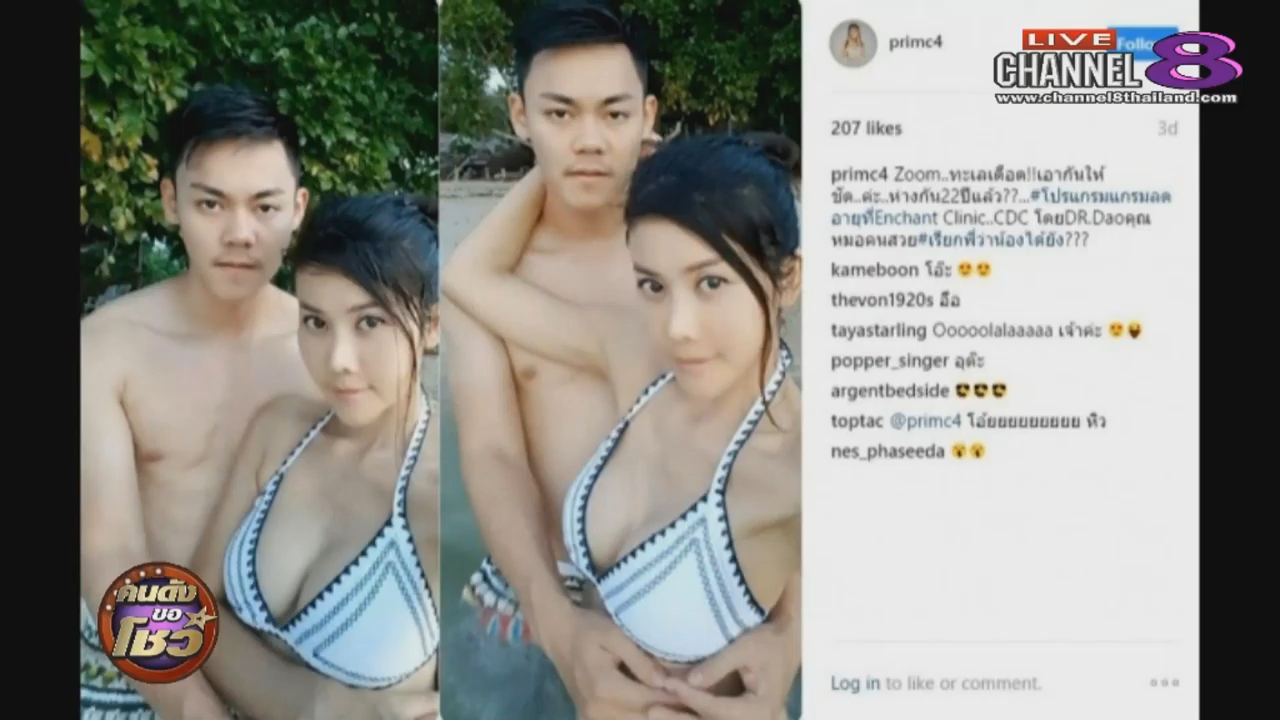 primc4
Follo
LIVE
CHANNEL 8
www.channel8thailand.com
207 likes
3d
primc4 Zoom..ทะเลเดือด!!เอากันให้
ชัด..ค่ะ..ห่างกัน22ปีแล้ว??...#โปรแกรมแกรมลด
อายุที่Enchant Clinic..CDC โดยDR.Daoคุณ
หมอคนสวย#เรียกพี่ว่าน้องได้ยัง???
kameboon โอ๊ะ
thevon1920s อือ
tayastarling Oooooolalaaaaa เจ้าค่ะ
popper_singer อุต๊ะ
argentbedside
toptac @primc4 โอ้ยยยยยยยยยย หิว
nes_phaseeda
Log in to like or comment.
คนดัง
ขอ
โชว์